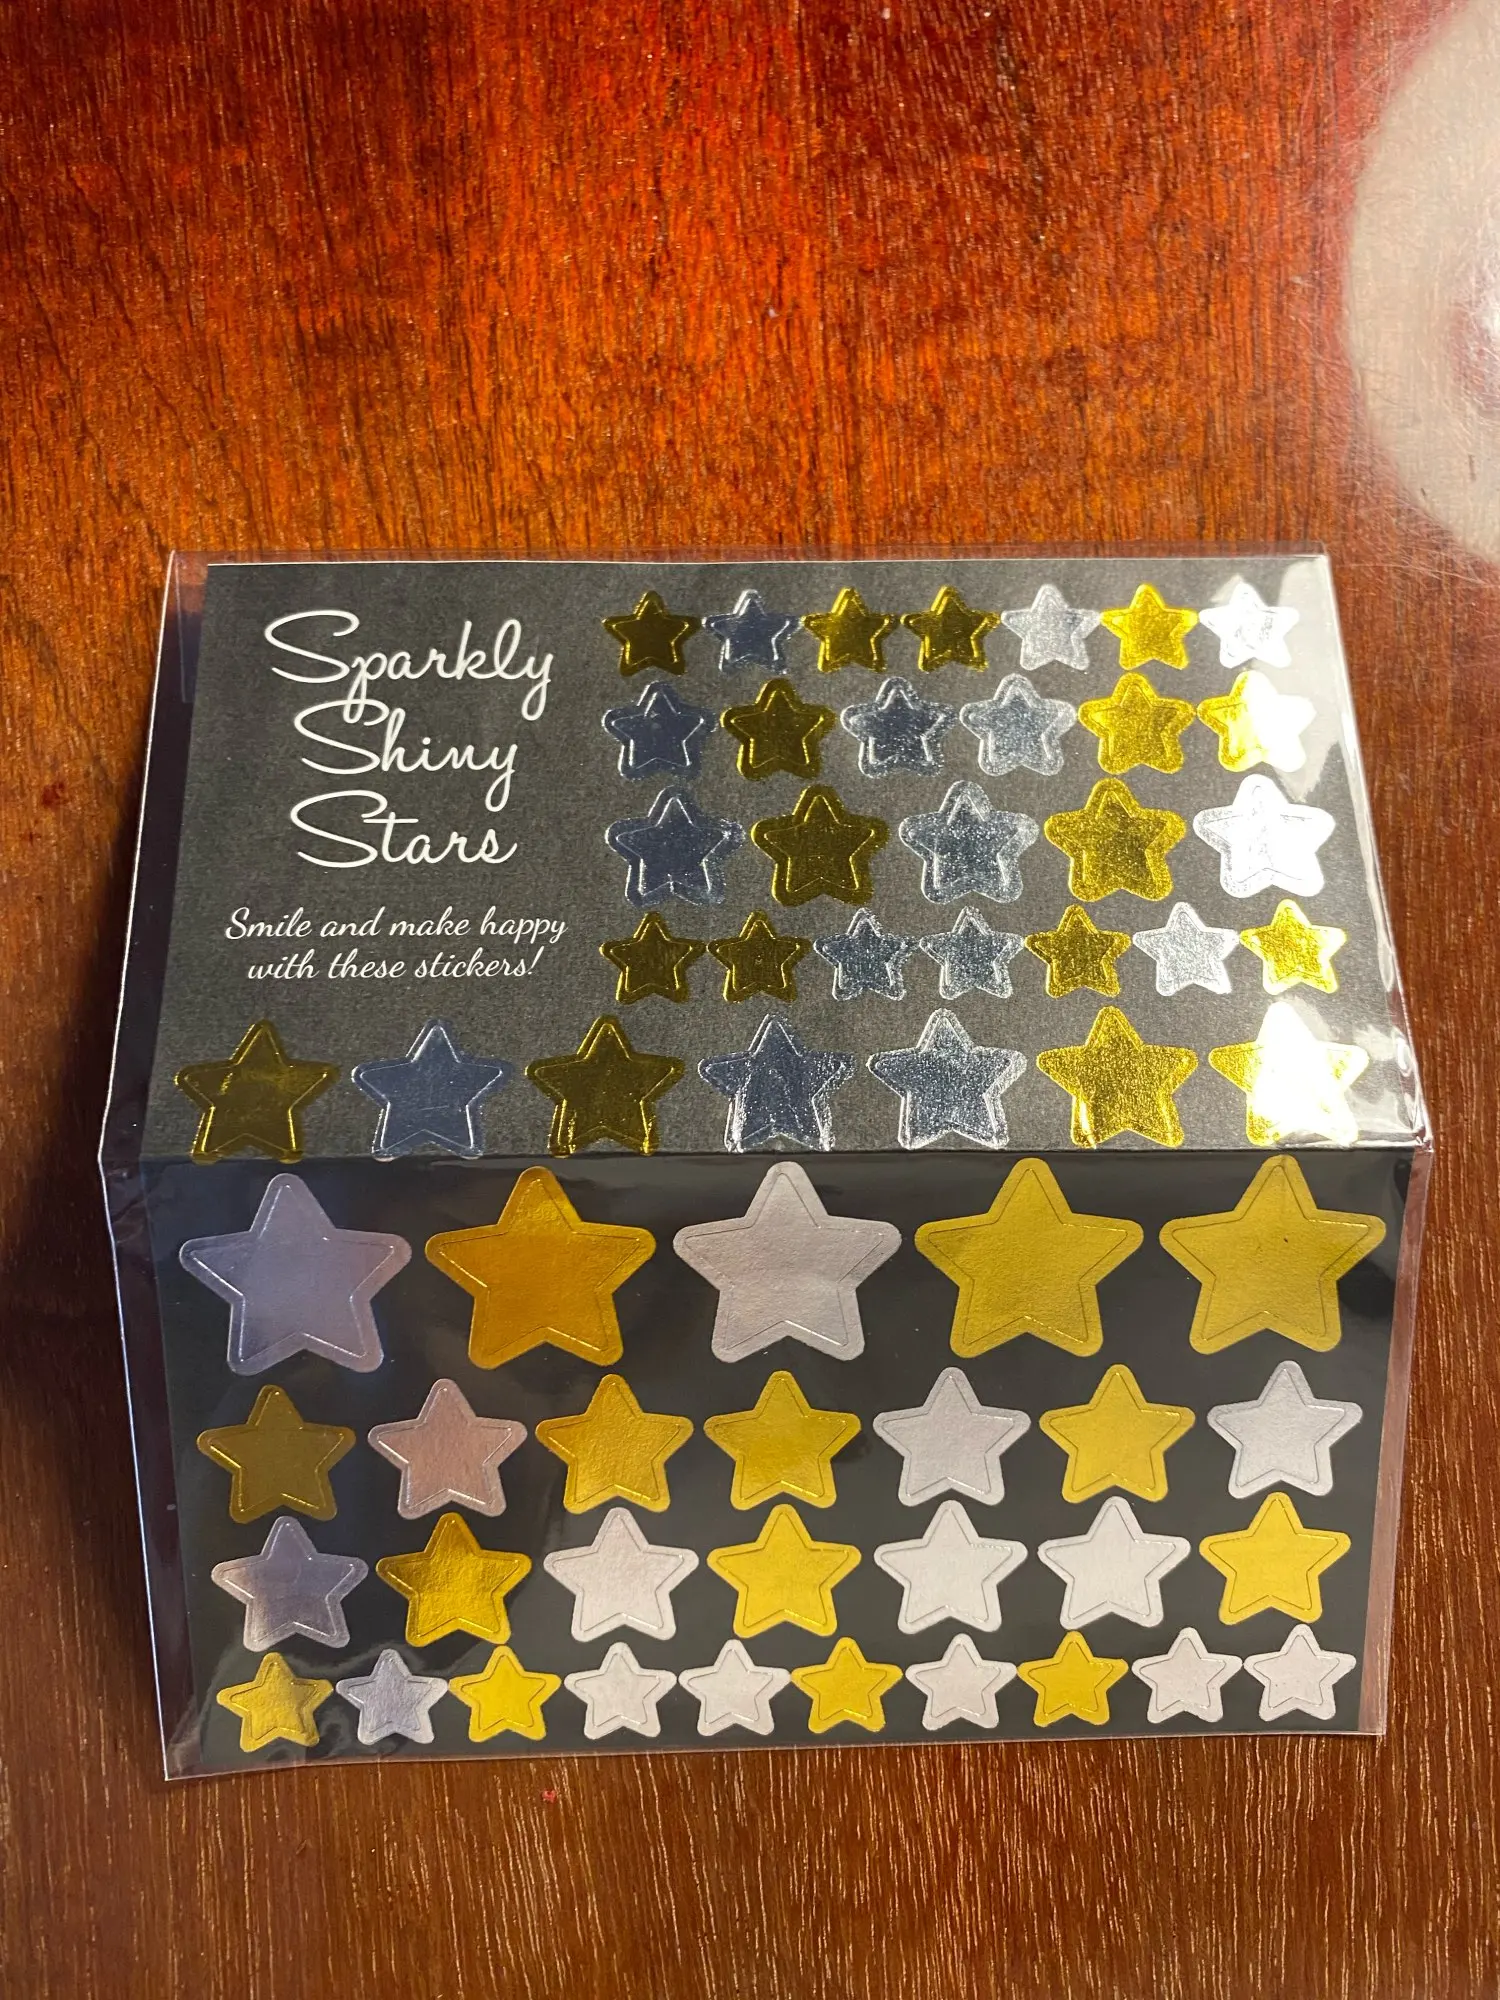 Sparkly
Shiny
Stars
Smile and make happy
with these stickers!